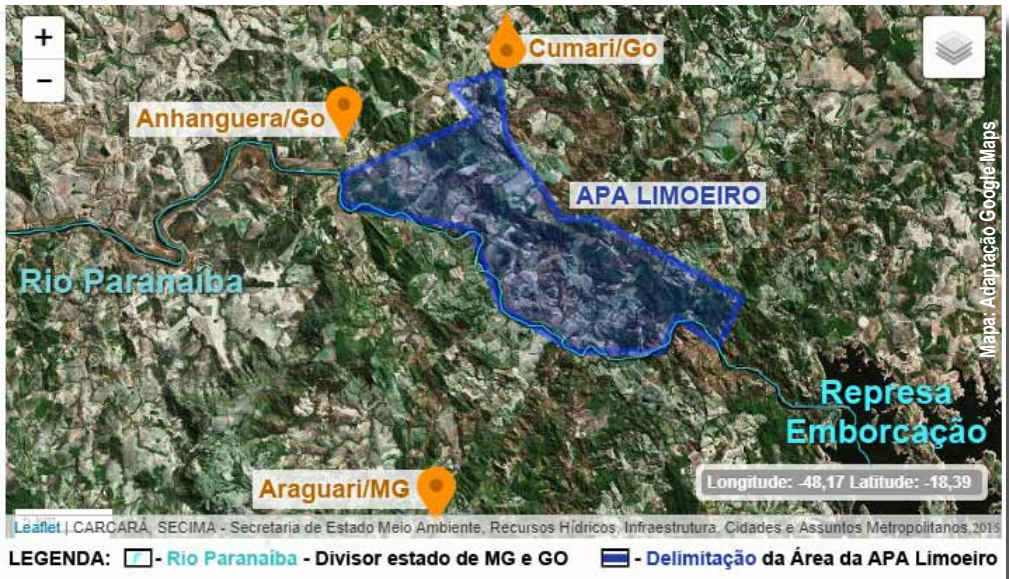 +
Cumari/Go
-
Anhanguera/Go
APA LIMOEIRO
Rio Paranaíba
Mapa: Adaptação Google Maps
Represa
Emborcação
Araguari/MG
Longitude: -48,17 Latitude: -18,39
Leaflet | CARCARÁ, SECIMA - Secretaria de Estado Meio Ambiente, Recursos Hídricos, Infraestrutura, Cidades e Assuntos Metropolitanos,2015
LEGENDA: - Rio Paranaíba - Divisor estado de MG e GO - Delimitação da Área da APA Limoeiro